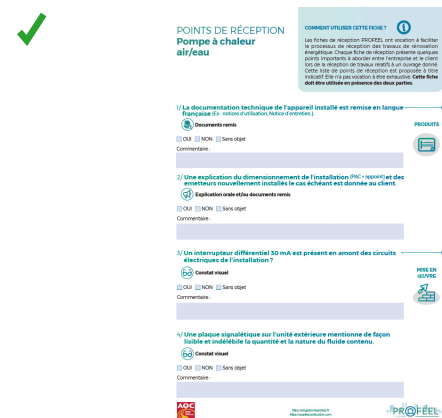 POINTS DE RÉCEPTION
Pompe à chaleur
air/eau
COMMENT UTILISER CETTE FICHE ?
Les fiches de réception PROFEEL ont vocation à faciliter
le processus de réception des travaux de rénovation
énergétique. Chaque fiche de réception présente quelques
points importants à aborder entre l'entreprise et le client
lors de la réception de travaux relatifs à un ouvrage donné.
Cette liste de points de réception est proposée à titre
indicatif. Elle n'a pas vocation à être exhaustive. Cette fiche
doit être utilisée en présence des deux parties.
1/ La documentation technique de l'appareil installé est remise en langue
française (Ex : notices d'utilisation, Notice d'entretien,).
Documents remis
PRODUITS
OUI NON Sans objet
Commentaire :
2/ Une explication du dimensionnement de l'installation (PAC + appoint) et des
emetteurs nouvellement installés le cas échéant est donnée au client.
Explication orale et/ou documents remis
OUI NON Sans objet
Commentaire :
3/ Un interrupteur différentiel 30 mA est présent en amont des circuits
électriques de l'installation ?
Constat visuel
MISE EN
ŒUVRE
OUI NON Sans objet
Commentaire :
4/ Une plaque signalétique sur l'unité extérieure mentionne de façon
lisible et indélébile la quantité et la nature du fluide contenu.
Constat visuel
OUI NON Sans objet
Commentaire :
AQC
PROFEEL